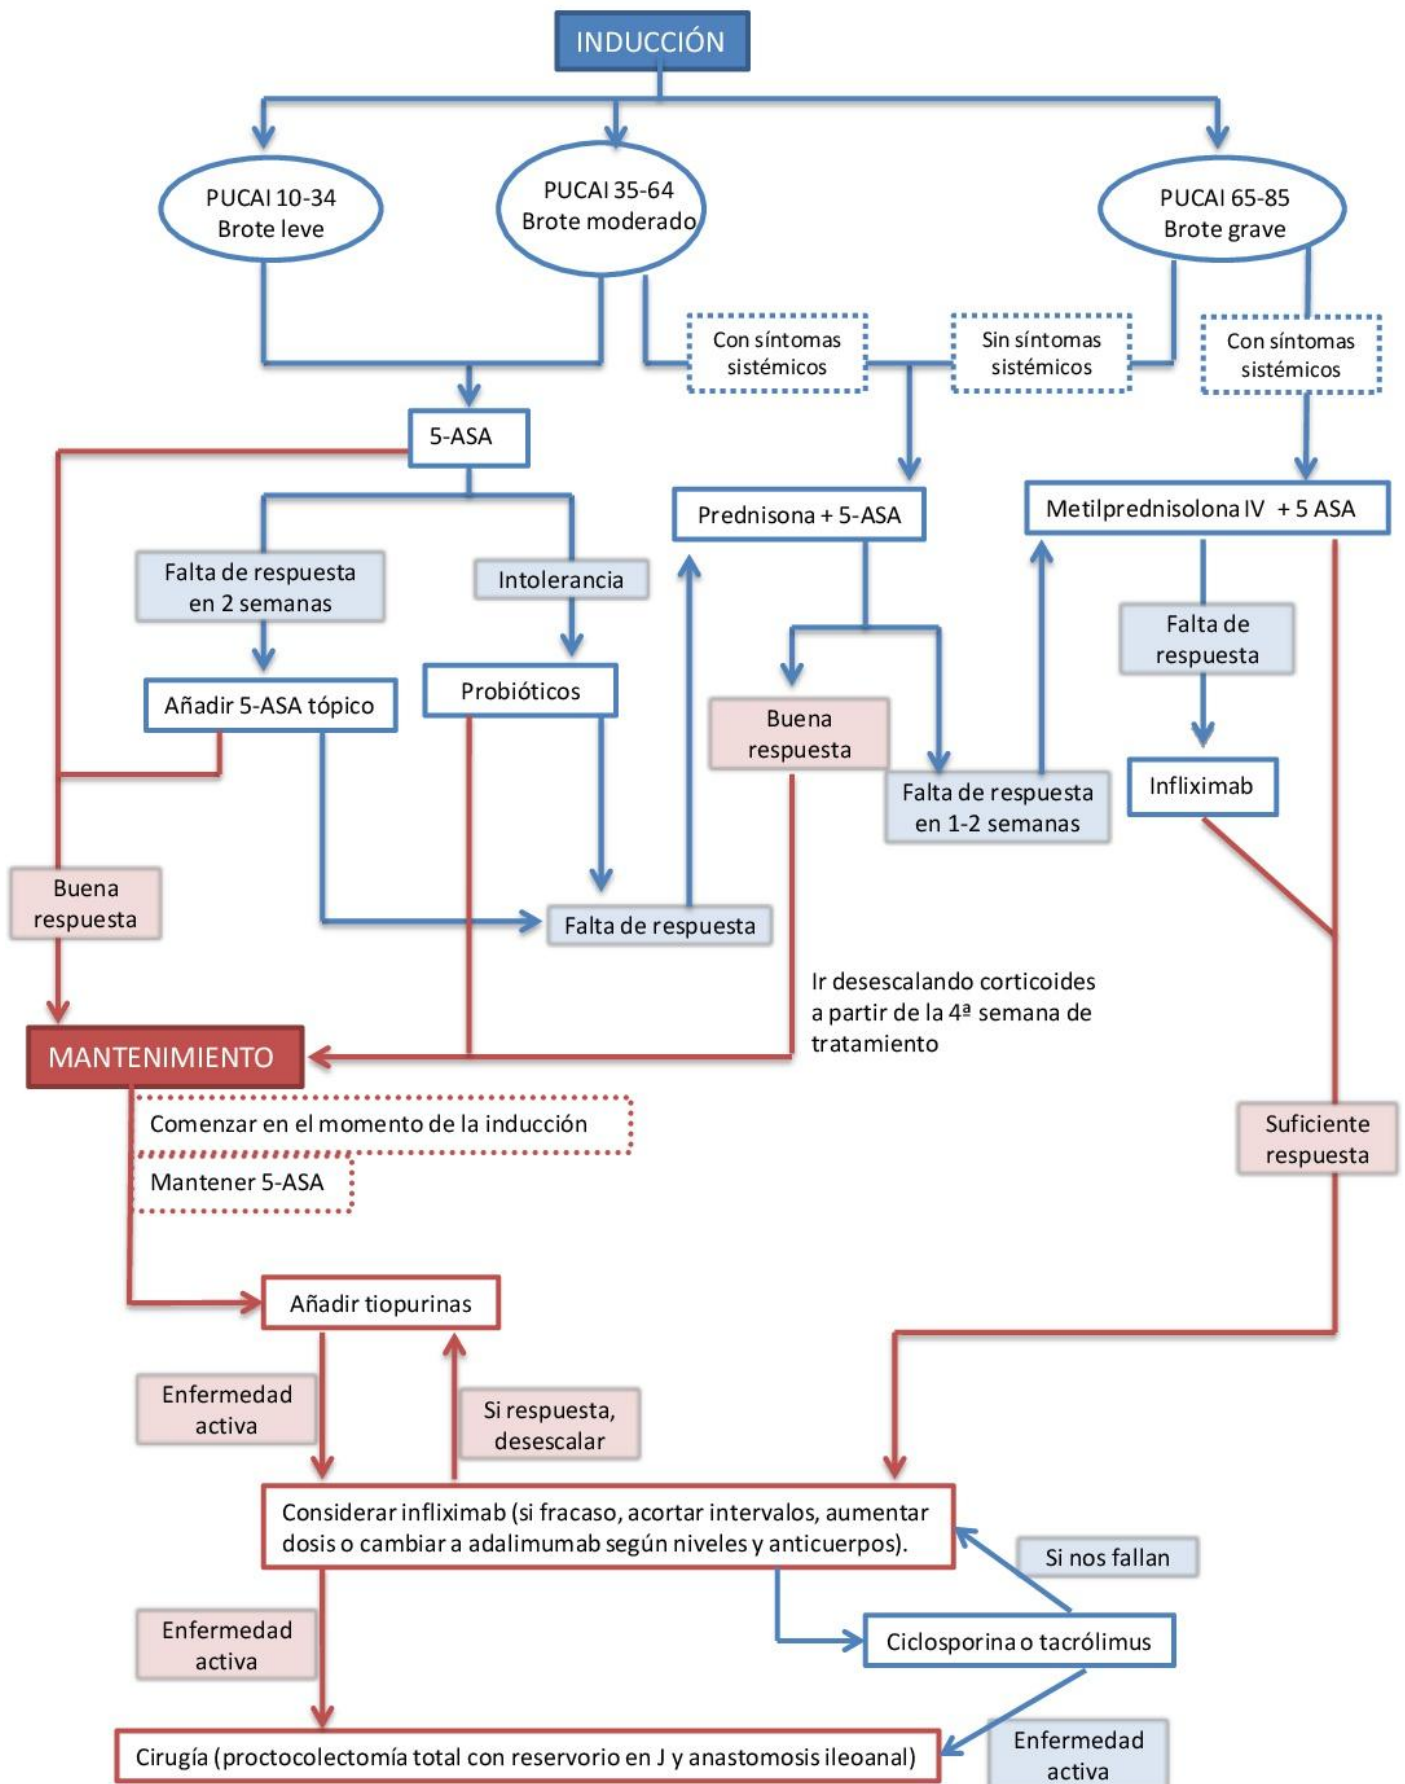 INDUCCIÓN
PUCAI 10-34
Brote leve
PUCAI 35-64
Brote moderado
PUCAI 65-85
Brote grave
Con síntomas
sistémicos
Sin síntomas
sistémicos
Con síntomas
sistémicos
5-ASA
Prednisona + 5-ASA
Metilprednisolona IV + 5 ASA
Falta de respuesta
en 2 semanas
Intolerancia
Falta de
respuesta
Añadir 5-ASA tópico
Probióticos
Buena
respuesta
Falta de respuesta
en 1-2 semanas
Infliximab
Buena
respuesta
Falta de respuesta
Ir desescalando corticoides
a partir de la 4ª semana de
tratamiento
MANTENIMIENTO
Comenzar en el momento de la inducción
Mantener 5-ASA
Suficiente
respuesta
Añadir tiopurinas
Enfermedad
activa
Si respuesta,
desescalar
Considerar infliximab (si fracaso, acortar intervalos, aumentar
dosis o cambiar a adalimumab según niveles y anticuerpos).
Si nos fallan
Enfermedad
activa
Ciclosporina o tacrólimus
Cirugía (proctocolectomía total con reservorio en J y anastomosis ileoanal)
Enfermedad
activa